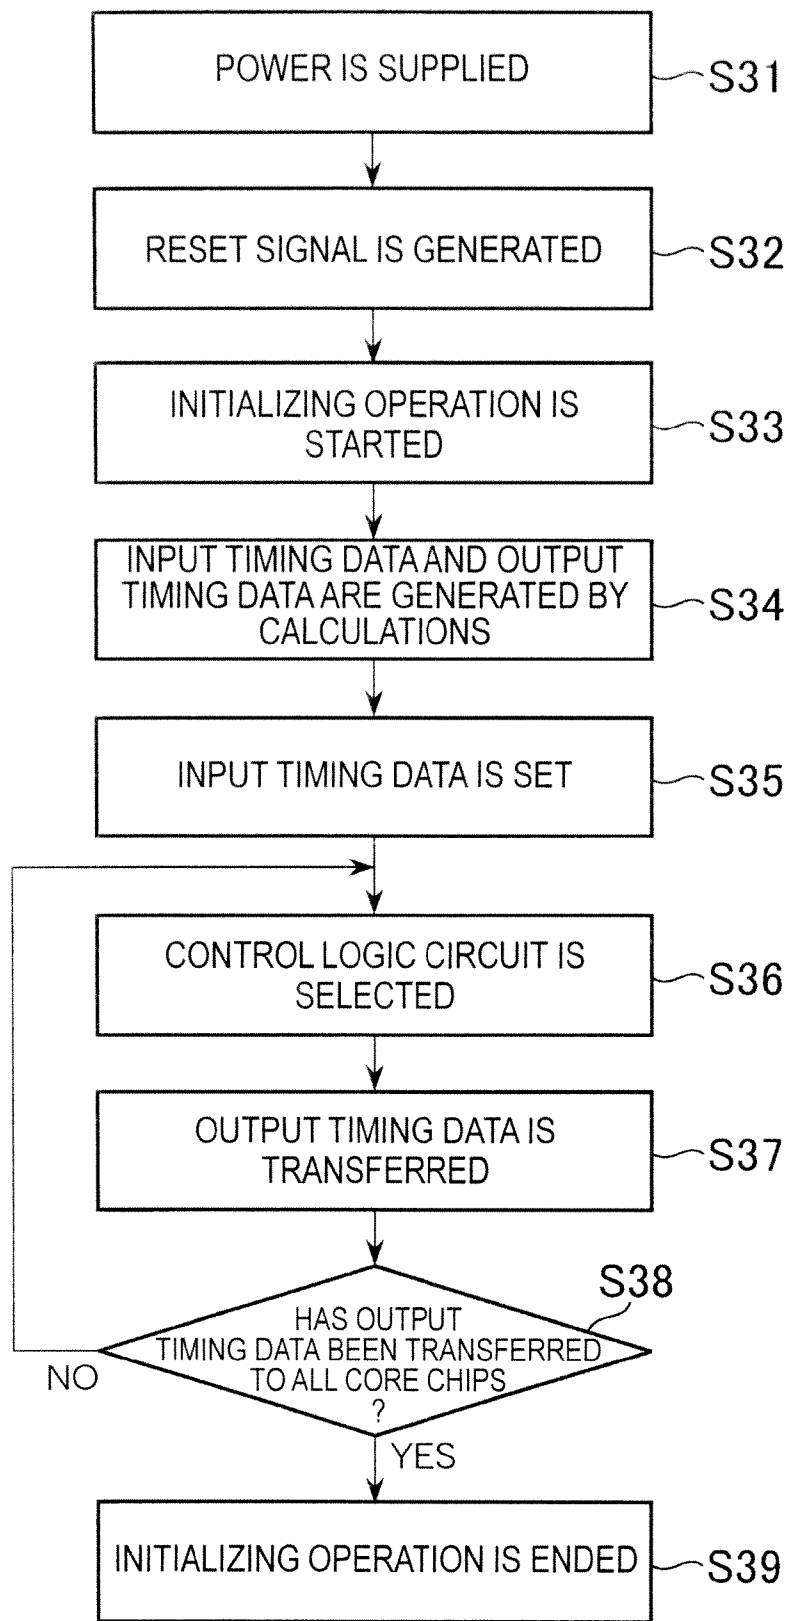 POWER IS SUPPLIED
S31
RESET SIGNAL IS GENERATED
S32
INITIALIZING OPERATION IS
STARTED
S33
INPUT TIMING DATA AND OUTPUT
TIMING DATA ARE GENERATED BY
CALCULATIONS
S34
INPUT TIMING DATA IS SET
S35
CONTROL LOGIC CIRCUIT IS
SELECTED
S36
OUTPUT TIMING DATA IS
TRANSFERRED
S37
S38
HAS OUTPUT
TIMING DATA BEEN TRANSFERRED
TO ALL CORE CHIPS
?
NO
YES
INITIALIZING OPERATION IS ENDED
S39